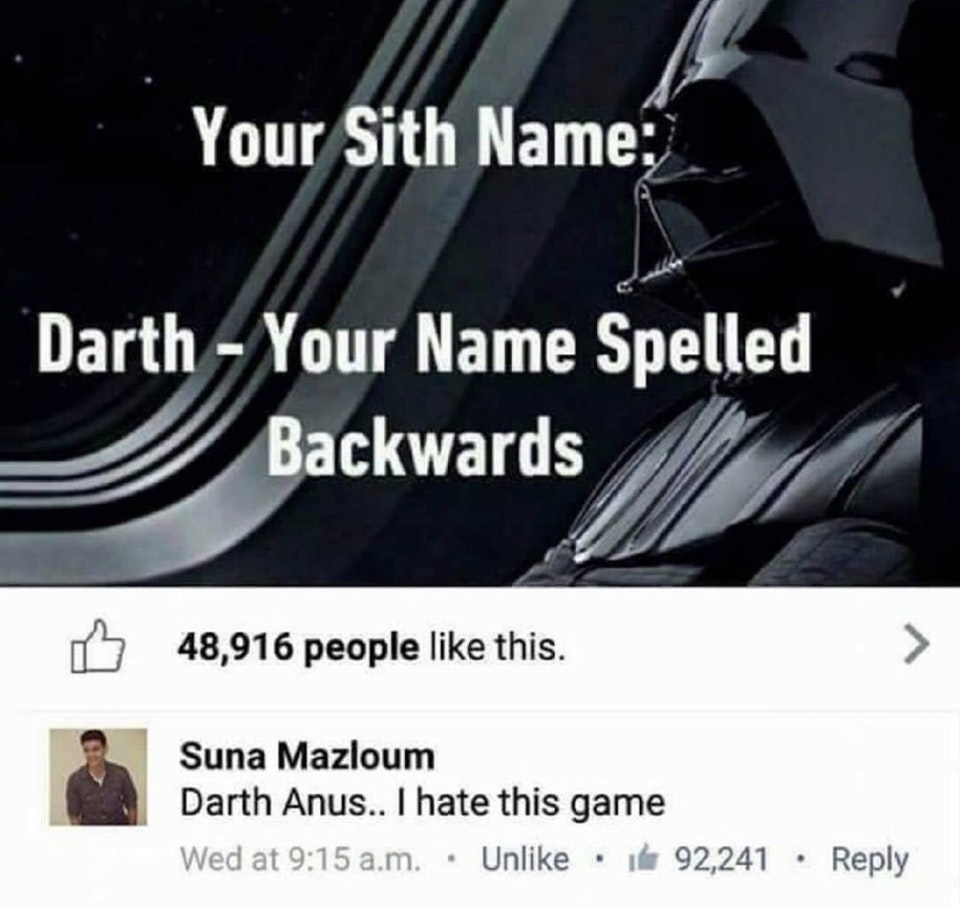 Your Sith Name:
Darth - Your Name Spelled
Backwards
48,916 people like this.
Suna Mazloum
Darth Anus.. I hate this game
Wed at 9:15 a.m. • Unlike • 92,241 • Reply